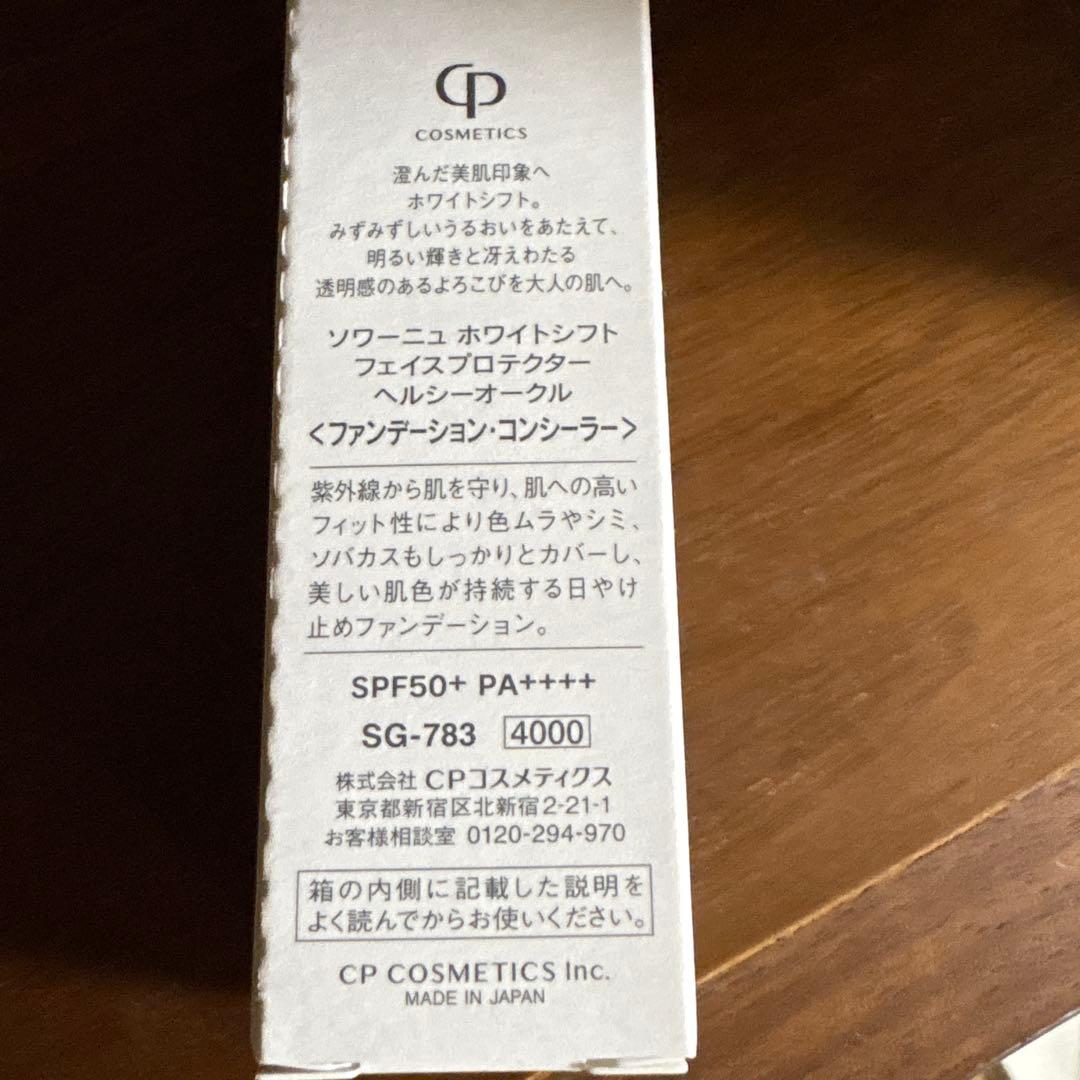 CP
COSMETICS
澄んだ美肌印象へ
ホワイトシフト。
みずみずしいうるおいをあたえて、
明るい輝きと冴えわたる
透明感のあるよろこびを大人の肌へ。
ソワーニュ ホワイトシフト
フェイスプロテクター
ヘルシーオークル
<ファンデーション・コンシーラー>
紫外線から肌を守り、肌への高い
フィット性により色ムラやシミ、
ソバカスもしっかりとカバーし、
美しい肌色が持続する日やけ
止めファンデーション。
SPF50+ PA++++
SG-783 4000
株式会社 CPコスメティクス
東京都新宿区北新宿2-21-1
お客様相談室 0120-294-970
箱の内側に記載した説明を
よく読んでからお使いください。
CP COSMETICS Inc.
MADE IN JAPAN